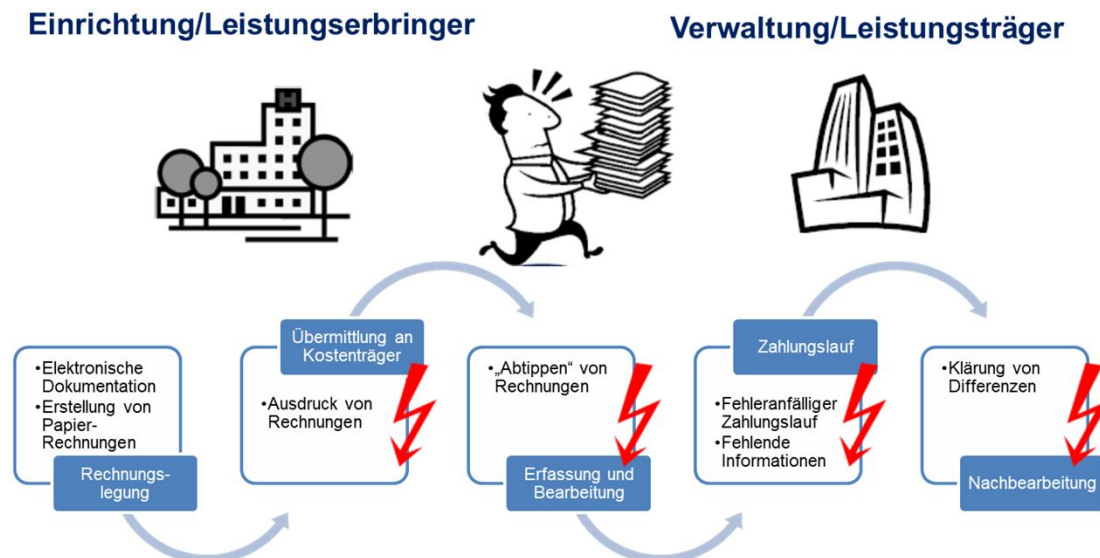 Einrichtung/Leistungserbringer
Verwaltung/Leistungsträger
H
•Elektronische
Dokumentation
•Erstellung von
Papier-
Rechnungen
Rechnungs-
legung
Übermittlung an
Kostenträger
•Ausdruck von
Rechnungen
•„Abtippen“ von
Rechnungen
Erfassung und
Bearbeitung
Zahlungslauf
•Fehleranfälliger
Zahlungslauf
•Fehlende
Informationen
•Klärung von
Differenzen
Nachbearbeitung